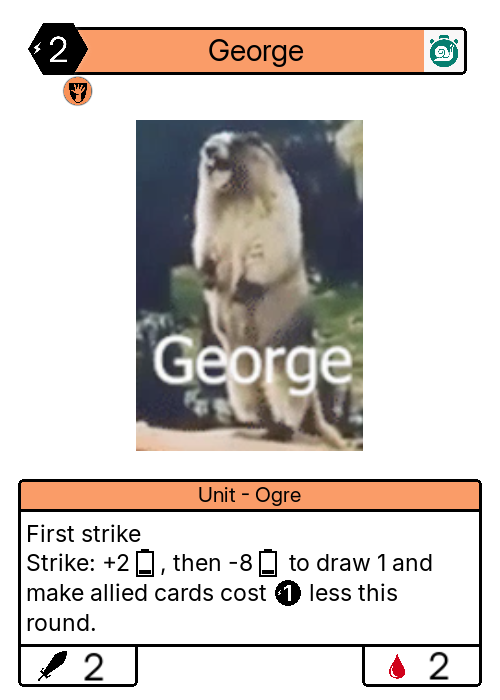 2
George
George
Unit - Ogre
First strike
Strike: +2 , then -8 to draw 1 and
make allied cards cost 1 less this
round.
2
2